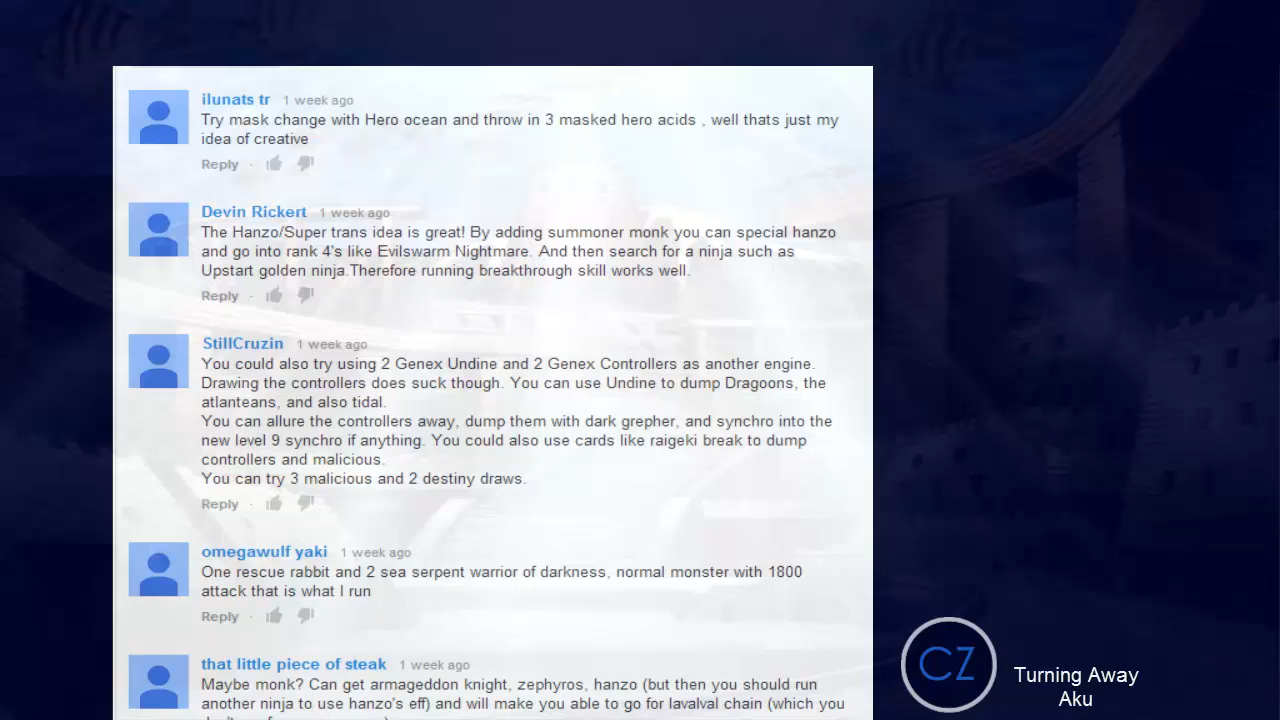 ilunats tr 1 week ago
Try mask change with Hero ocean and throw in 3 masked hero acids , well thats just my
idea of creative
Reply ·
Devin Rickert 1 week ago
The Hanzo/Super trans idea is great! By adding summoner monk you can special hanzo
and go into rank 4's like Evilswarm Nightmare. And then search for a ninja such as
Upstart golden ninja.Therefore running breakthrough skill works well.
Reply ·
StillCruzin 1 week ago
You could also try using 2 Genex Undine and 2 Genex Controllers as another engine.
Drawing the controllers does suck though. You can use Undine to dump Dragoons, the
atlanteans, and also tidal.
You can allure the controllers away, dump them with dark grepher, and synchro into the
new level 9 synchro if anything. You could also use cards like raigeki break to dump
controllers and malicious.
You can try 3 malicious and 2 destiny draws.
Reply ·
omegawulf yaki 1 week ago
One rescue rabbit and 2 sea serpent warrior of darkness, normal monster with 1800
attack that is what I run
Reply ·
that little piece of steak 1 week ago
Maybe monk? Can get armageddon knight, zephyros, hanzo (but then you should run
another ninja to use hanzo's eff) and will make you able to go for lavalval chain (which you
CZ
Turning Away
Aku